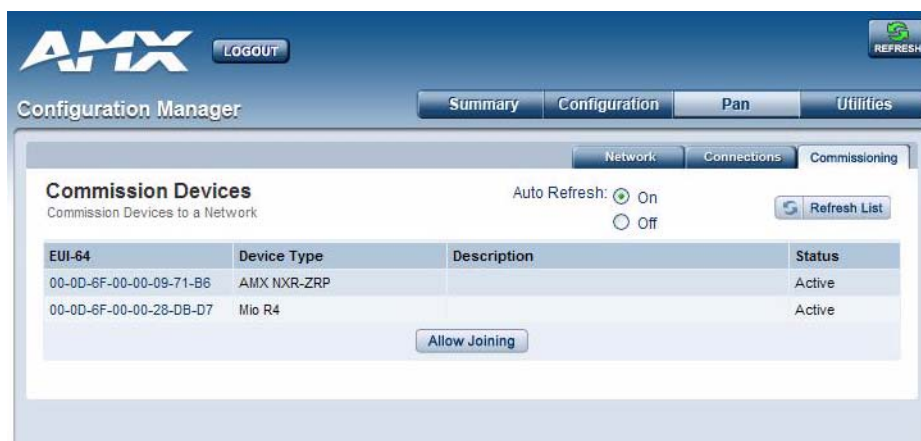 AMX LOGOUT
REFRESH
Configuration Manager
Summary Configuration Pan Utilities
Network Connections Commissioning
Commission Devices
Commission Devices to a Network
Auto Refresh: On
Off
Refresh List
EUI-64 Device Type Description Status
00-0D-6F-00-00-09-71-B6 AMX NXR-ZRP Active
00-0D-6F-00-00-28-DB-D7 Mio R4 Active
Allow Joining